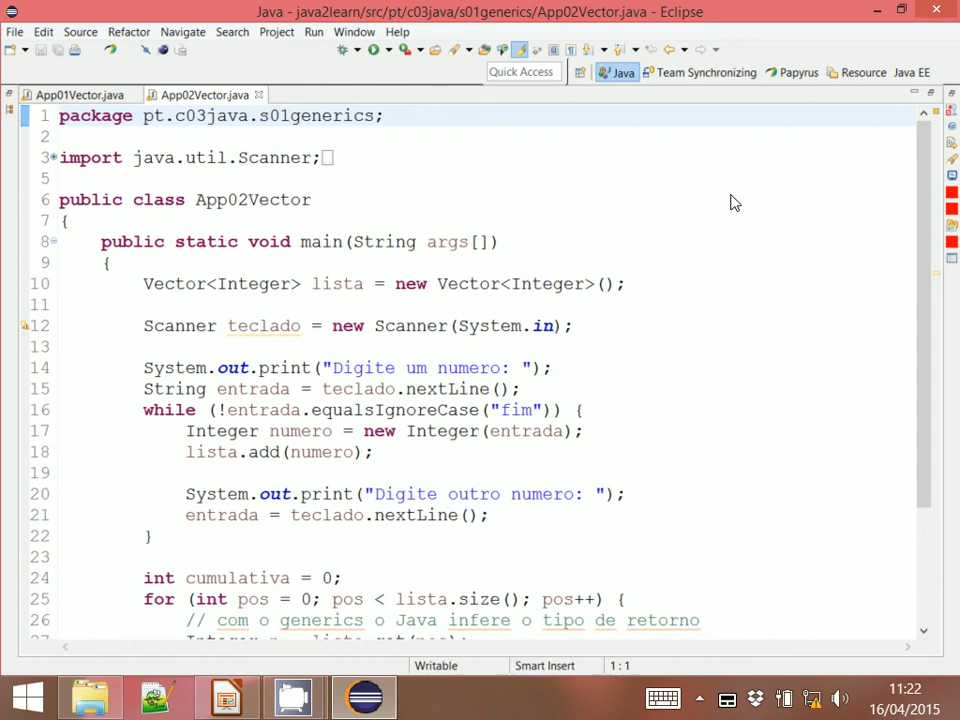 Java - java2learn/src/pt/c03java/s01generics/App02Vector.java - Eclipse
File Edit Source Refactor Navigate Search Project Run Window Help
Quick Access Java Team Synchronizing Papyrus Resource Java EE
App01Vector.java App02Vector.java
1 package pt.c03java.s01generics;
2
3 import java.util.Scanner;
5
6 public class App02Vector
7 {
8 public static void main(String args[])
9 {
10 Vector<Integer> lista = new Vector<Integer>();
11
12 Scanner teclado = new Scanner(System.in);
13
14 System.out.print("Digite um numero: ");
15 String entrada = teclado.nextLine();
16 while (!entrada.equalsIgnoreCase("fim")) {
17 Integer numero = new Integer(entrada);
18 lista.add(numero);
19
20 System.out.print("Digite outro numero: ");
21 entrada = teclado.nextLine();
22 }
23
24 int cumulativa = 0;
25 for (int pos = 0; pos < lista.size(); pos++) {
26 // com o generics o Java infere o tipo de retorno
Writable Smart Insert 1 : 1
11:22
16/04/2015